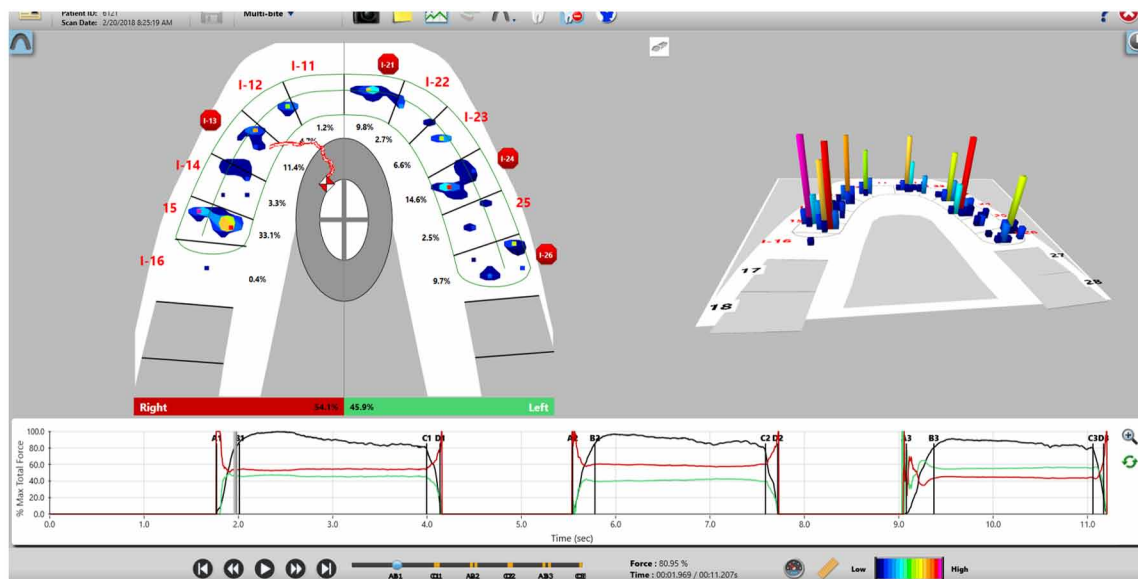 Patient ID: 6121
Scan Date: 2/20/2018 8:25:19 AM
Multi-bite
?
I-11
I-21
I-12
I-22
I-13
I-23
I-14
I-24
15
25
I-16
I-26
1.2%
9.8%
2.7%
11.4%
6.6%
3.3%
14.6%
33.1%
2.5%
0.4%
9.7%
Right
54.1%
45.9%
Left
I-16
17
18
27
28
% Max Total Force
100.0
80.0
60.0
40.0
20.0
0.0
A1
B1
C1
D1
A2
B2
C2
D2
A3
B3
C3
D3
0.0
1.0
2.0
3.0
4.0
5.0
6.0
7.0
8.0
9.0
10.0
11.0
Time (sec)
Force : 80.95 %
Time : 00:01.969 / 00:11.207s
Low
High